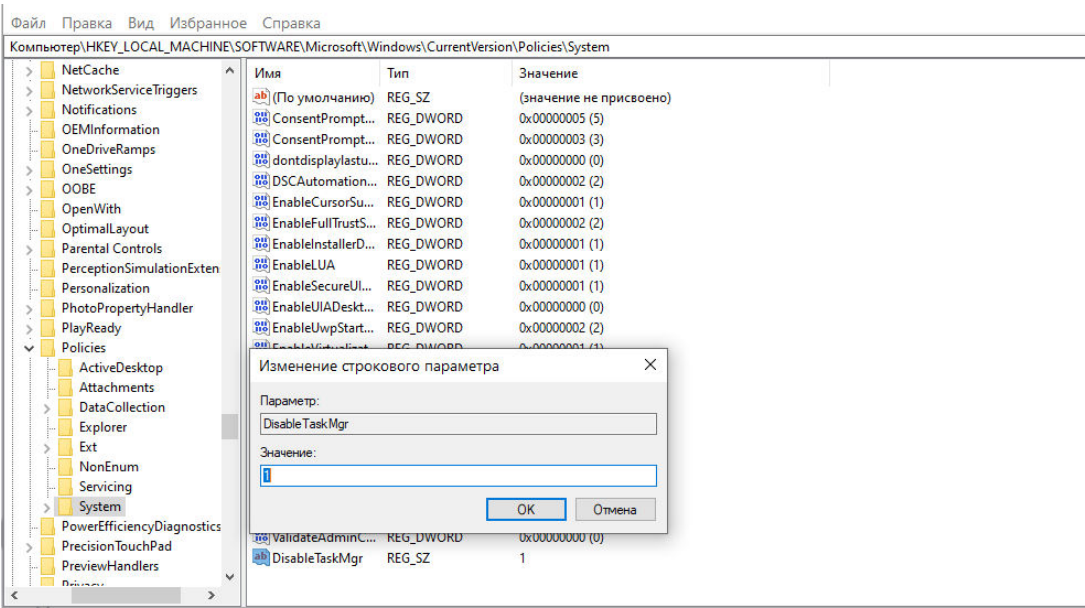 Файл Правка Вид Избранное Справка
Компьютер\HKEY_LOCAL_MACHINE\SOFTWARE\Microsoft\Windows\CurrentVersion\Policies\System
NetCache
NetworkServiceTriggers
Notifications
OEMInformation
OneDriveRamps
OneSettings
OOBE
OpenWith
OptimalLayout
Parental Controls
PerceptionSimulationExten
Personalization
PhotoPropertyHandler
PlayReady
Policies
ActiveDesktop
Attachments
DataCollection
Explorer
Ext
NonEnum
Servicing
System
PowerEfficiencyDiagnostics
PrecisionTouchPad
PreviewHandlers
Privacy
Имя Тип Значение
(По умолчанию) REG_SZ (значение не присвоено)
ConsentPrompt... REG_DWORD 0x00000005 (5)
ConsentPrompt... REG_DWORD 0x00000003 (3)
dontdisplaylastu... REG_DWORD 0x00000000 (0)
DSCAutomation... REG_DWORD 0x00000002 (2)
EnableCursorSu... REG_DWORD 0x00000001 (1)
EnableFullTrustS... REG_DWORD 0x00000002 (2)
EnableInstallerD... REG_DWORD 0x00000001 (1)
EnableLUA REG_DWORD 0x00000001 (1)
EnableSecureUI... REG_DWORD 0x00000001 (1)
EnableUIADeskt... REG_DWORD 0x00000000 (0)
EnableUwpStart... REG_DWORD 0x00000002 (2)
EnableVirtualizat... REG_DWORD 0x00000001 (1)
Изменение строкового параметра
Параметр:
DisableTaskMgr
Значение:
1
OK Отмена
ValidateAdminC... REG_DWORD 0x00000000 (0)
DisableTaskMgr REG_SZ 1